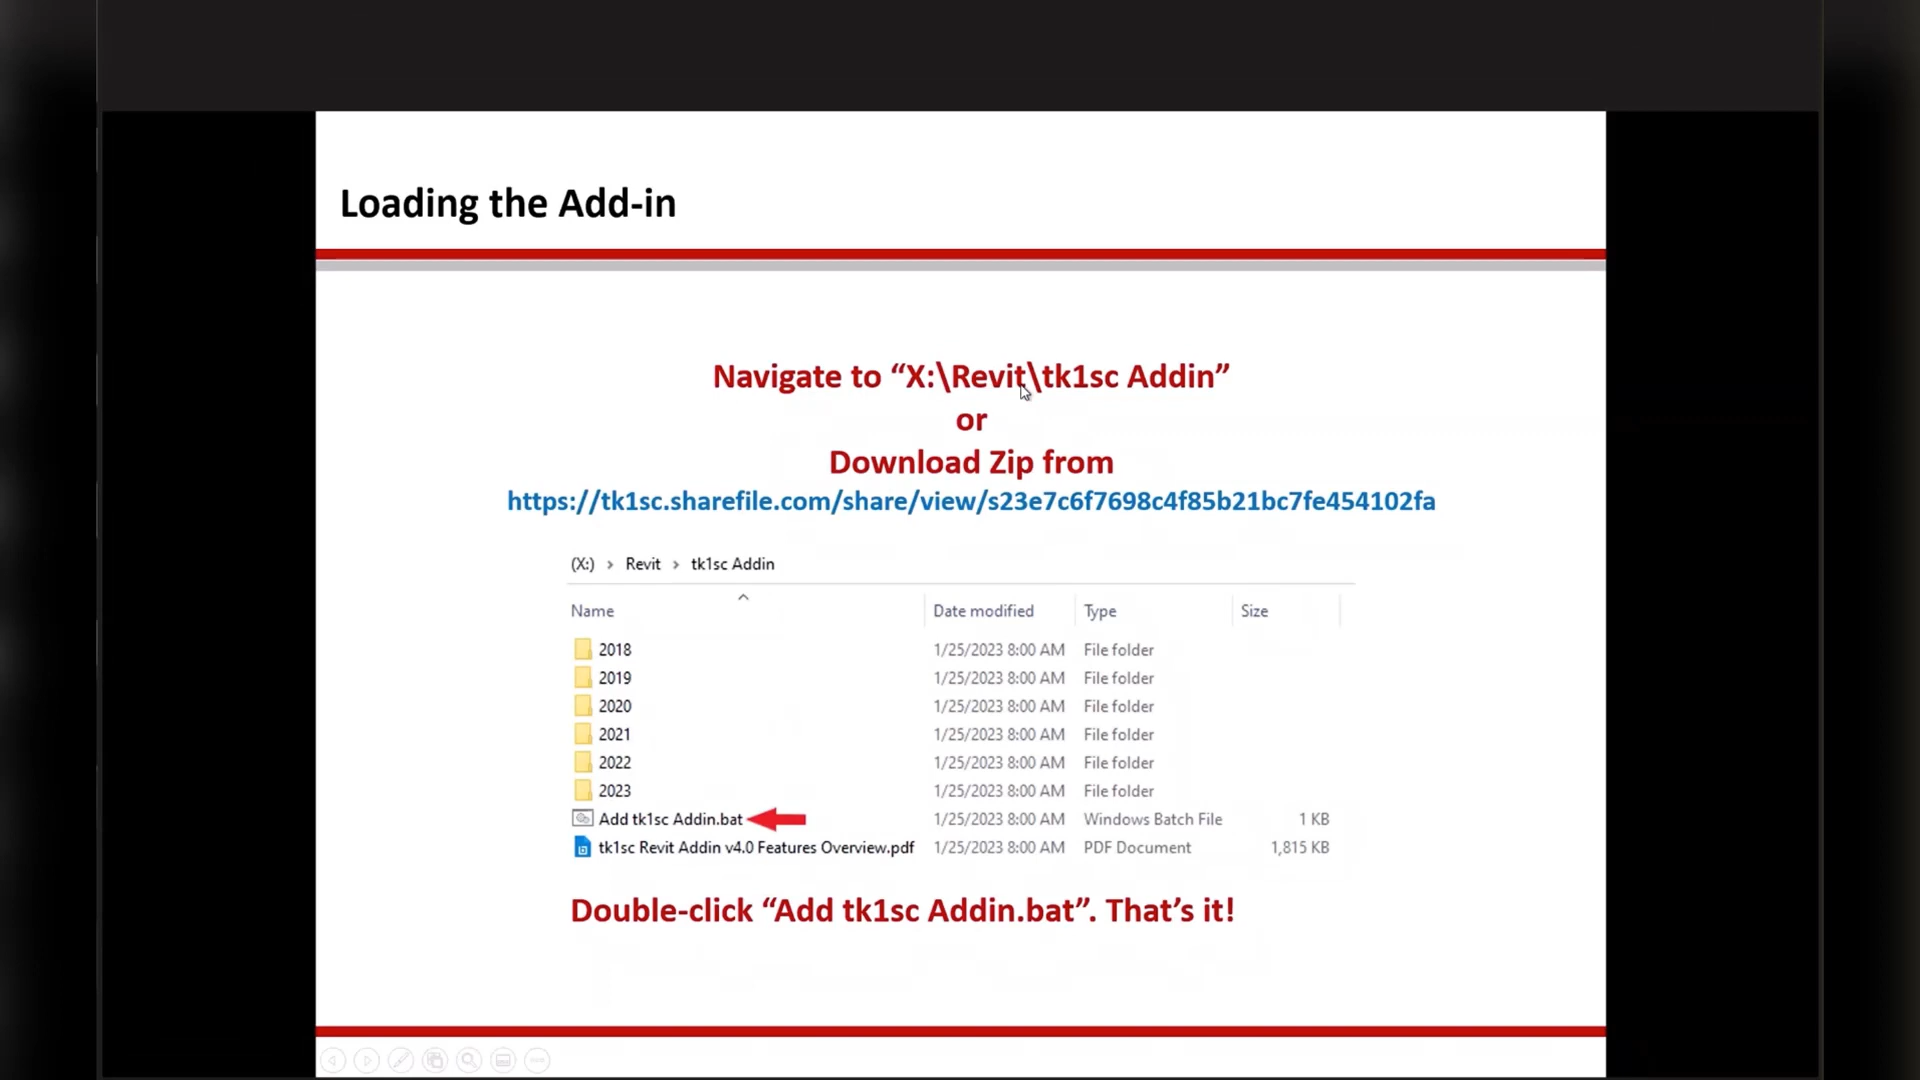 Loading the Add-in
Navigate to “X:\Revit\tk1sc Addin”
or
Download Zip from
https://tk1sc.sharefile.com/share/view/s23e7c6f7698c4f85b21bc7fe454102fa
(X:) > Revit > tk1sc Addin
Name Date modified Type Size
2018 1/25/2023 8:00 AM File folder
2019 1/25/2023 8:00 AM File folder
2020 1/25/2023 8:00 AM File folder
2021 1/25/2023 8:00 AM File folder
2022 1/25/2023 8:00 AM File folder
2023 1/25/2023 8:00 AM File folder
Add tk1sc Addin.bat 1/25/2023 8:00 AM Windows Batch File 1 KB
tk1sc Revit Addin v4.0 Features Overview.pdf 1/25/2023 8:00 AM PDF Document 1,815 KB
Double-click “Add tk1sc Addin.bat”. That’s it!